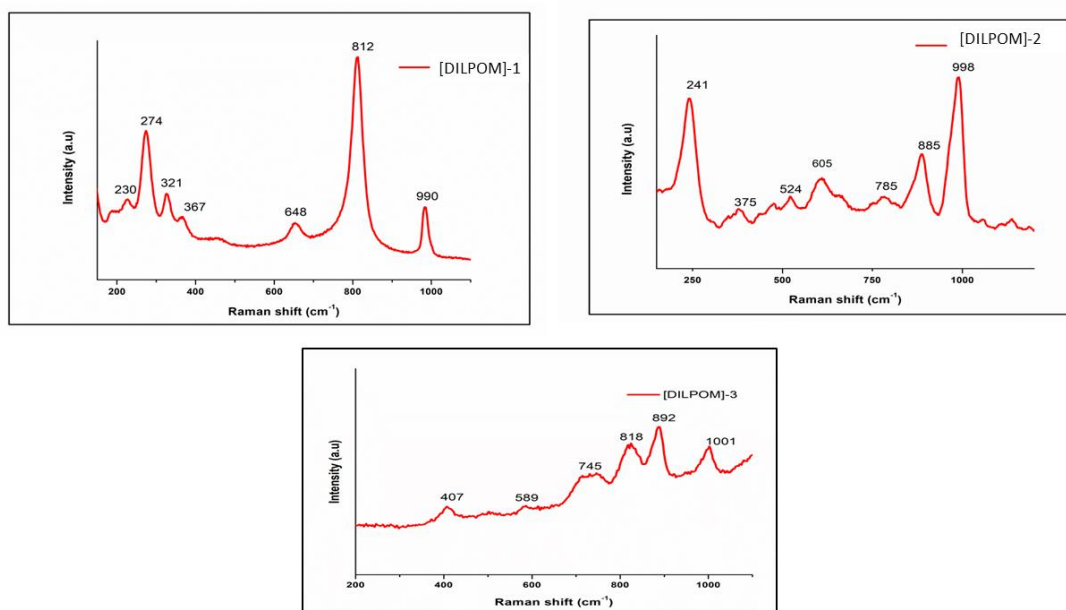 [DILPOM]-1
812
274
230
321
367
648
990
Intensity (a.u)
200 400 600 800 1000
Raman shift (cm-1)
[DILPOM]-2
998
241
885
605
785
524
375
Intensity (a.u)
250 500 750 1000
Raman shift (cm-1)
[DILPOM]-3
892
818
1001
745
407
589
Intensity (a.u)
200 400 600 800 1000
Raman shift (cm-1)